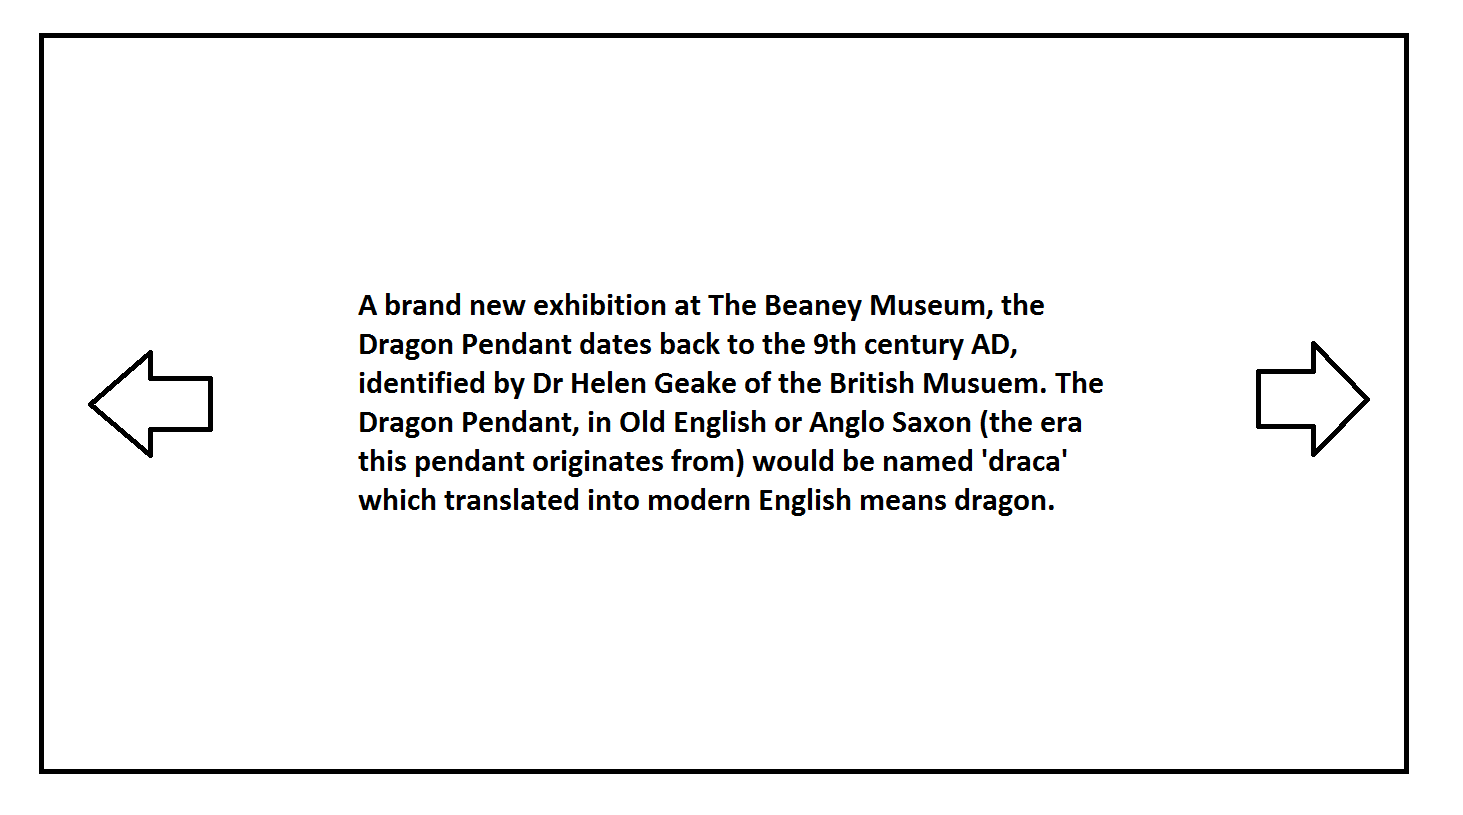 A brand new exhibition at The Beaney Museum, the
Dragon Pendant dates back to the 9th century AD,
identified by Dr Helen Geake of the British Musuem. The
Dragon Pendant, in Old English or Anglo Saxon (the era
this pendant originates from) would be named 'draca'
which translated into modern English means dragon.